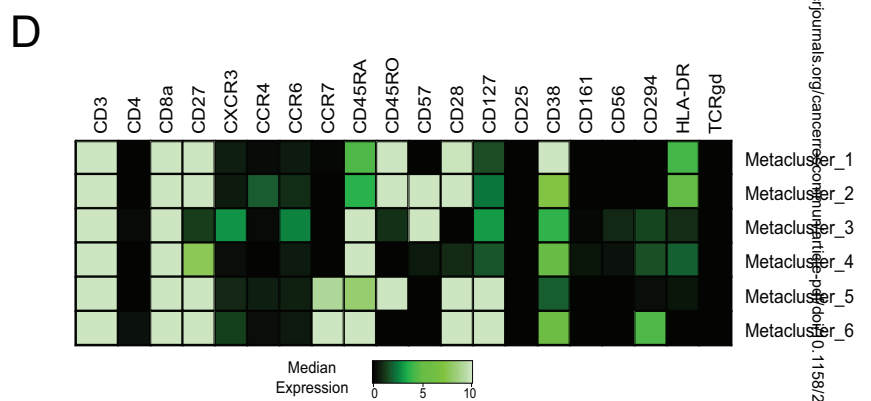 D
CD3
CD4
CD8a
CD27
CXCR3
CCR4
CCR6
CCR7
CD45RA
CD45RO
CD57
CD28
CD127
CD25
CD38
CD161
CD56
CD294
HLA-DR
TCRgd
Metacluster_1
Metacluster_2
Metacluster_3
Metacluster_4
Metacluster_5
Metacluster_6
Median
Expression
0 5 10